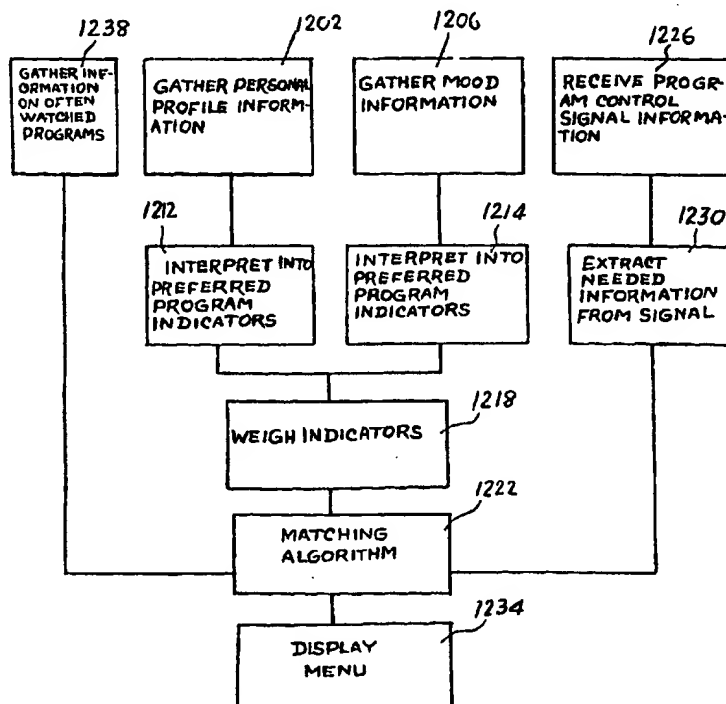 1238
1202
1206
1226
GATHER INF-
ORMATION
ON OFTEN
WATCHED
PROGRAMS
GATHER PERSONAL
PROFILE INFORM-
ATION
GATHER MOOD
INFORMATION
RECEIVE PROGR-
AM CONTROL
SIGNAL INFORMA-
TION
1212
1214
1230
INTERPRET INTO
PREFERRED
PROGRAM
INDICATORS
INTERPRET INTO
PREFERRED
PROGRAM
INDICATORS
EXTRACT
NEEDED
INFORMATION
FROM SIGNAL
1218
WEIGH INDICATORS
1222
MATCHING
ALGORITHM
1234
DISPLAY
MENU